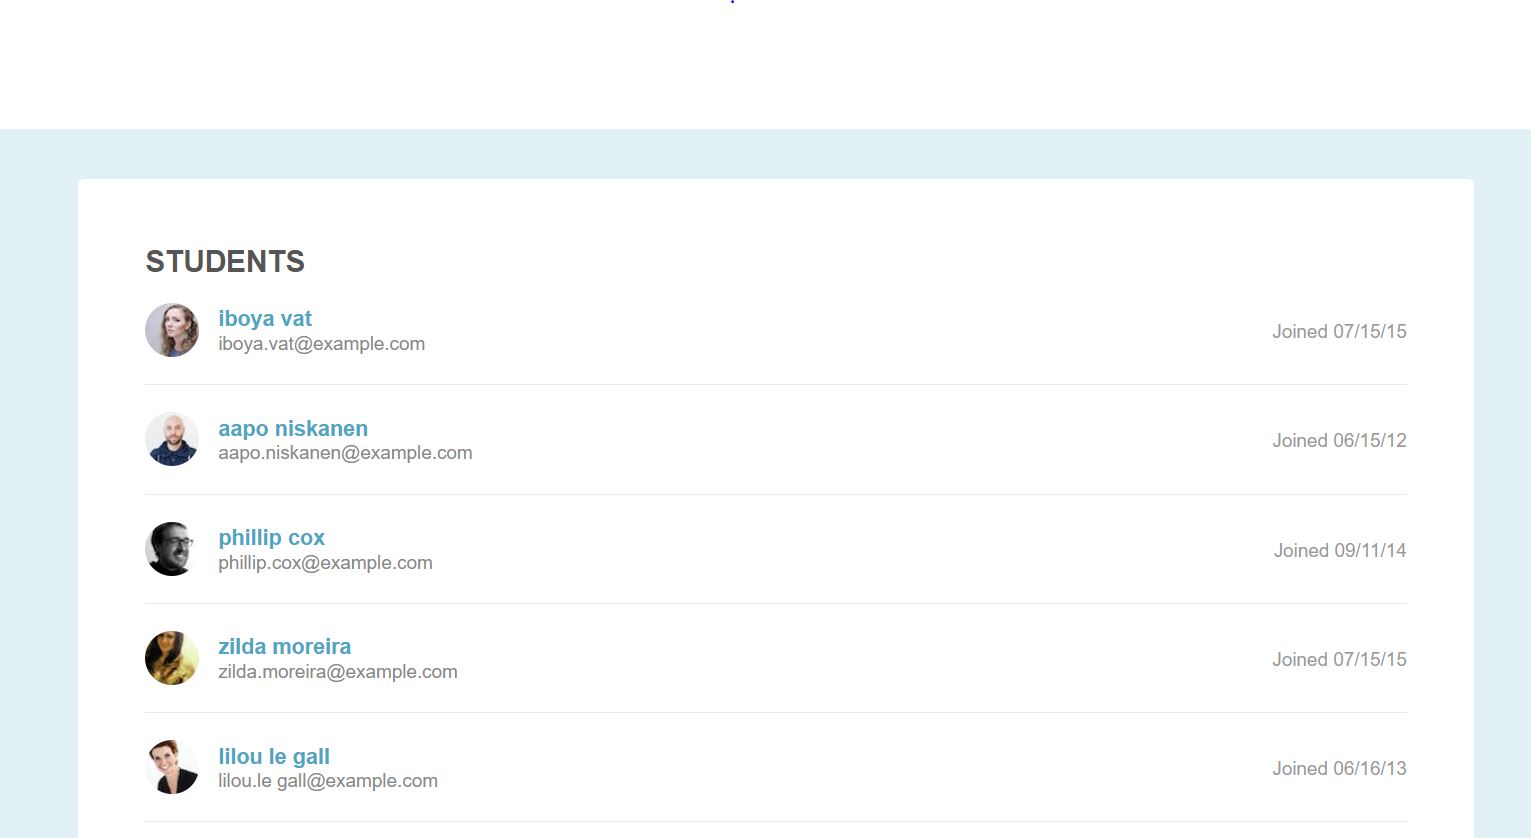 STUDENTS
iboya vat
iboya.vat@example.com
Joined 07/15/15
aapo niskanen
aapo.niskanen@example.com
Joined 06/15/12
phillip cox
phillip.cox@example.com
Joined 09/11/14
zilda moreira
zilda.moreira@example.com
Joined 07/15/15
lilou le gall
lilou.le gall@example.com
Joined 06/16/13